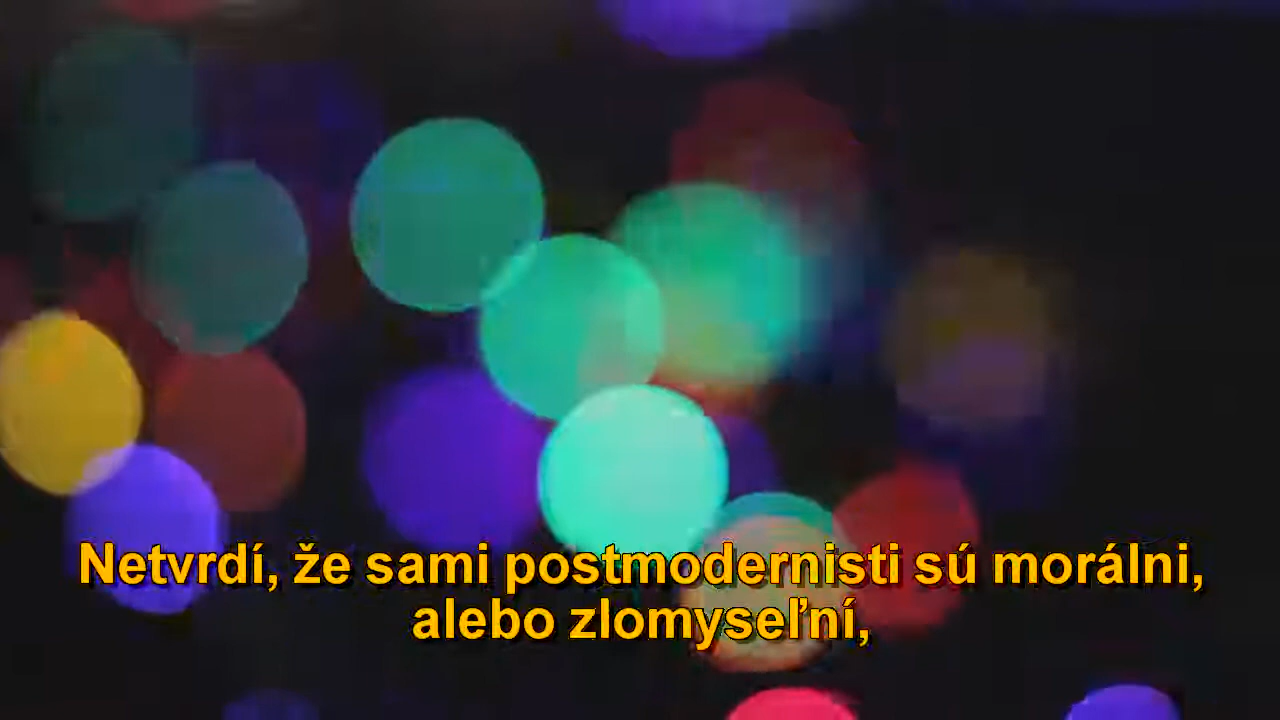 Netvrdí, že sami postmodernisti sú morálni,
alebo zlomyseľní,